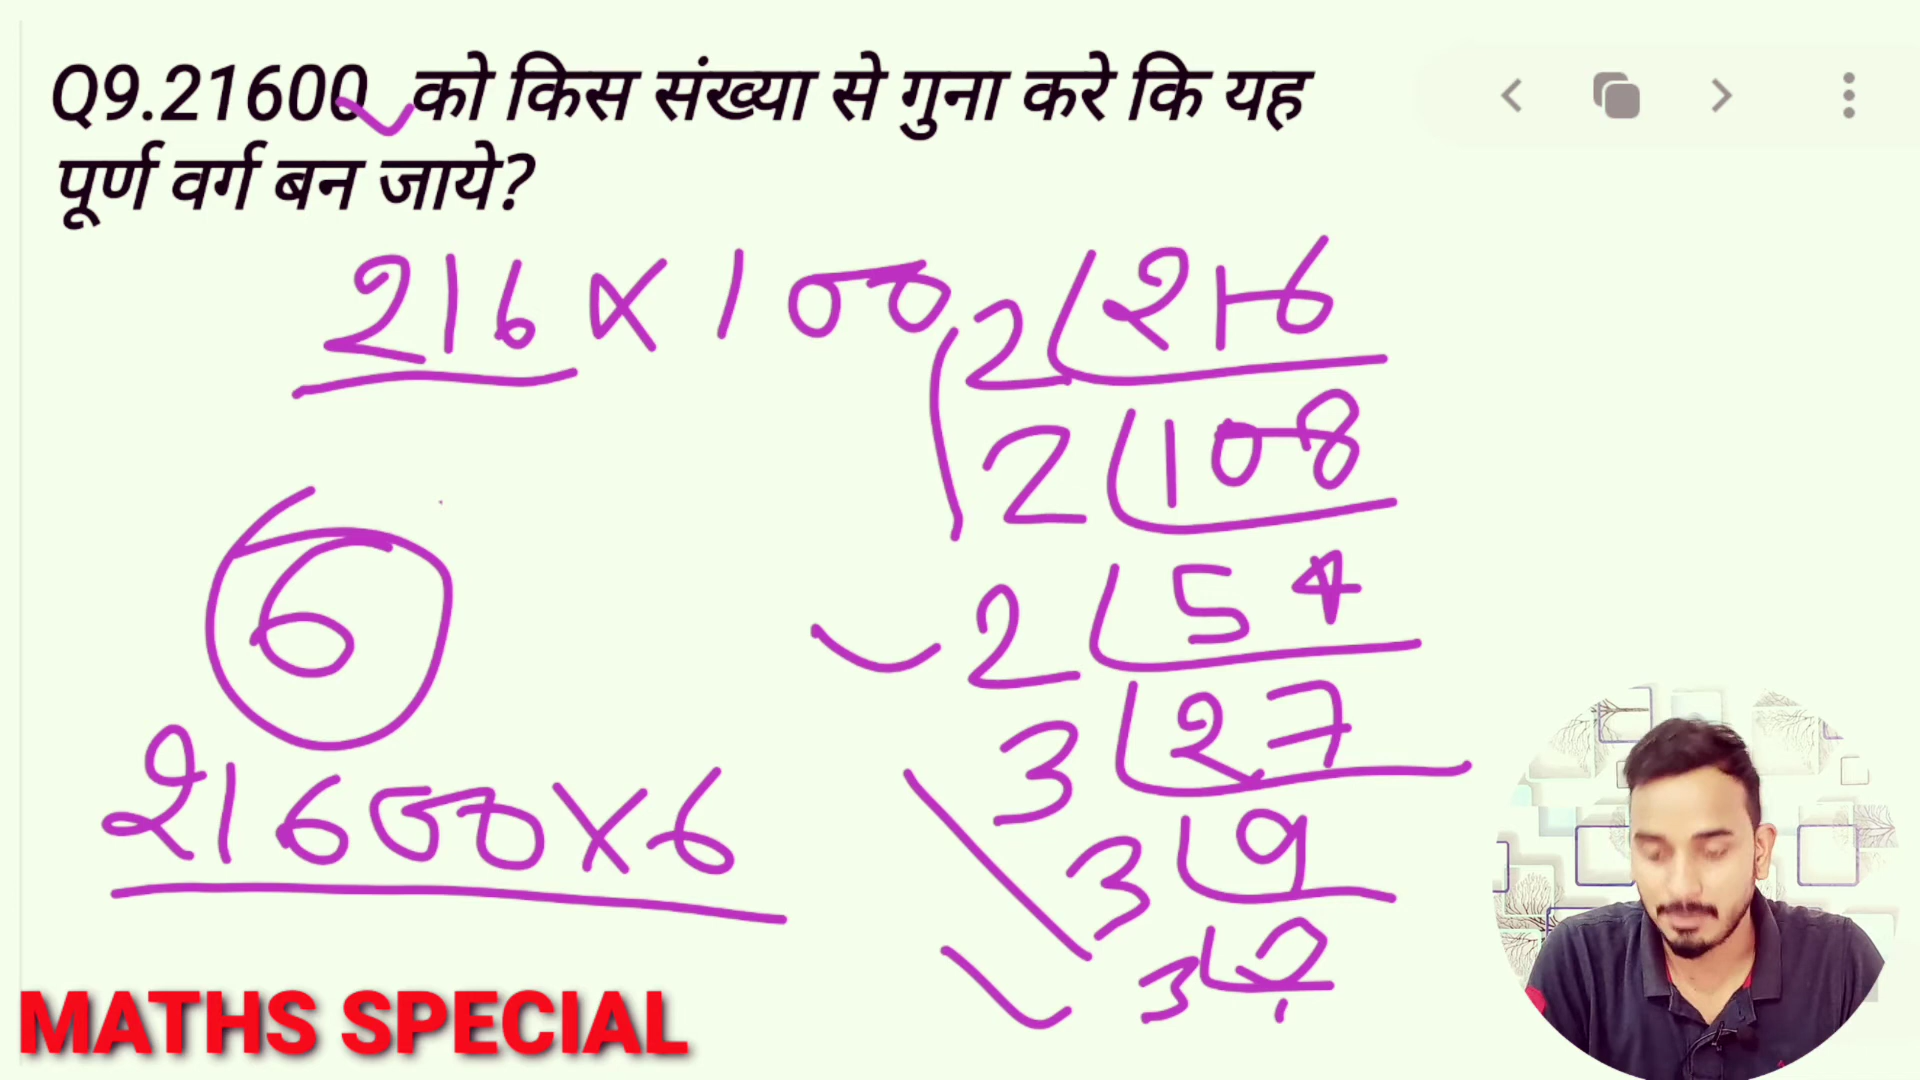 Q9.21600 को किस संख्या से गुना करे कि यह
पूर्ण वर्ग बन जाये?
216 × 100
2 216
2 108
2 54
3 27
3 9
3
6
21600 × 6
MATHS SPECIAL